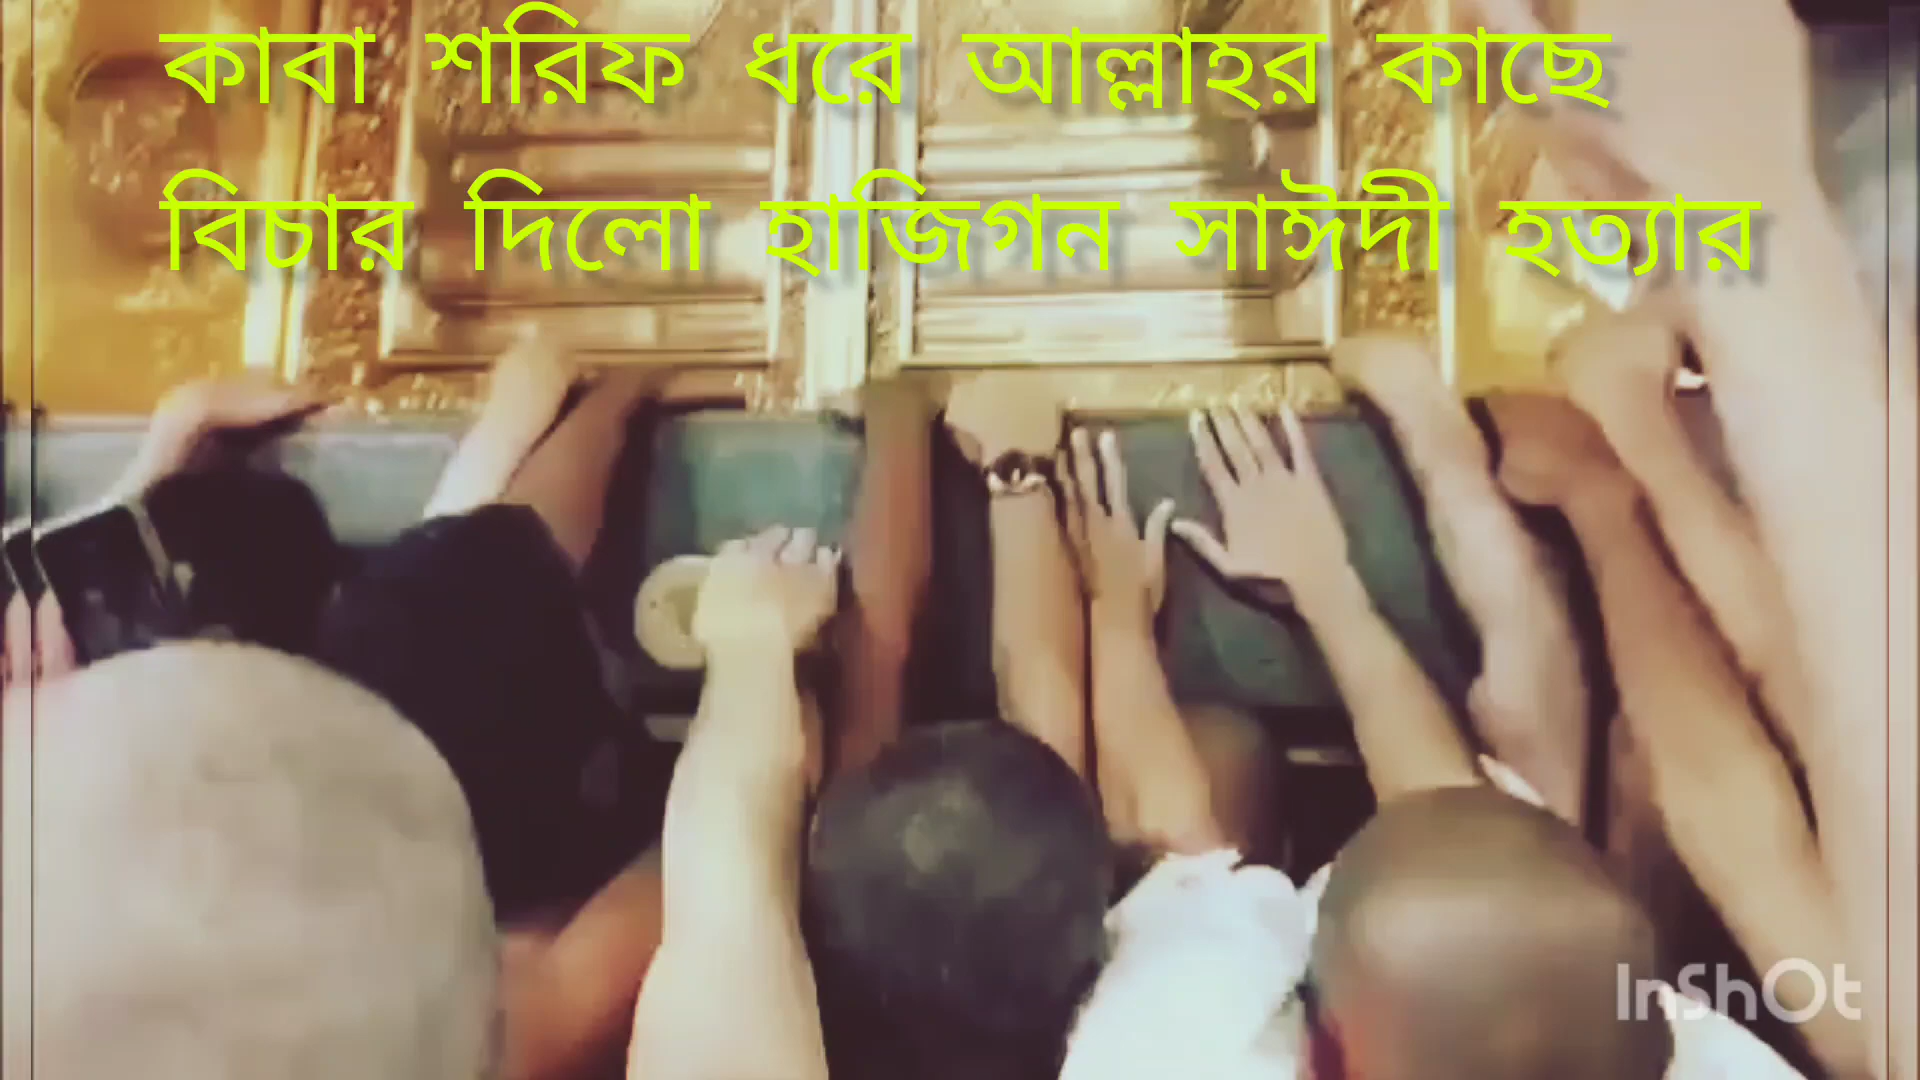 কাবা শরিফ ধরে আল্লাহর কাছে
বিচার দিলো হাজিগন সাঈদী হত্যার
InShOt